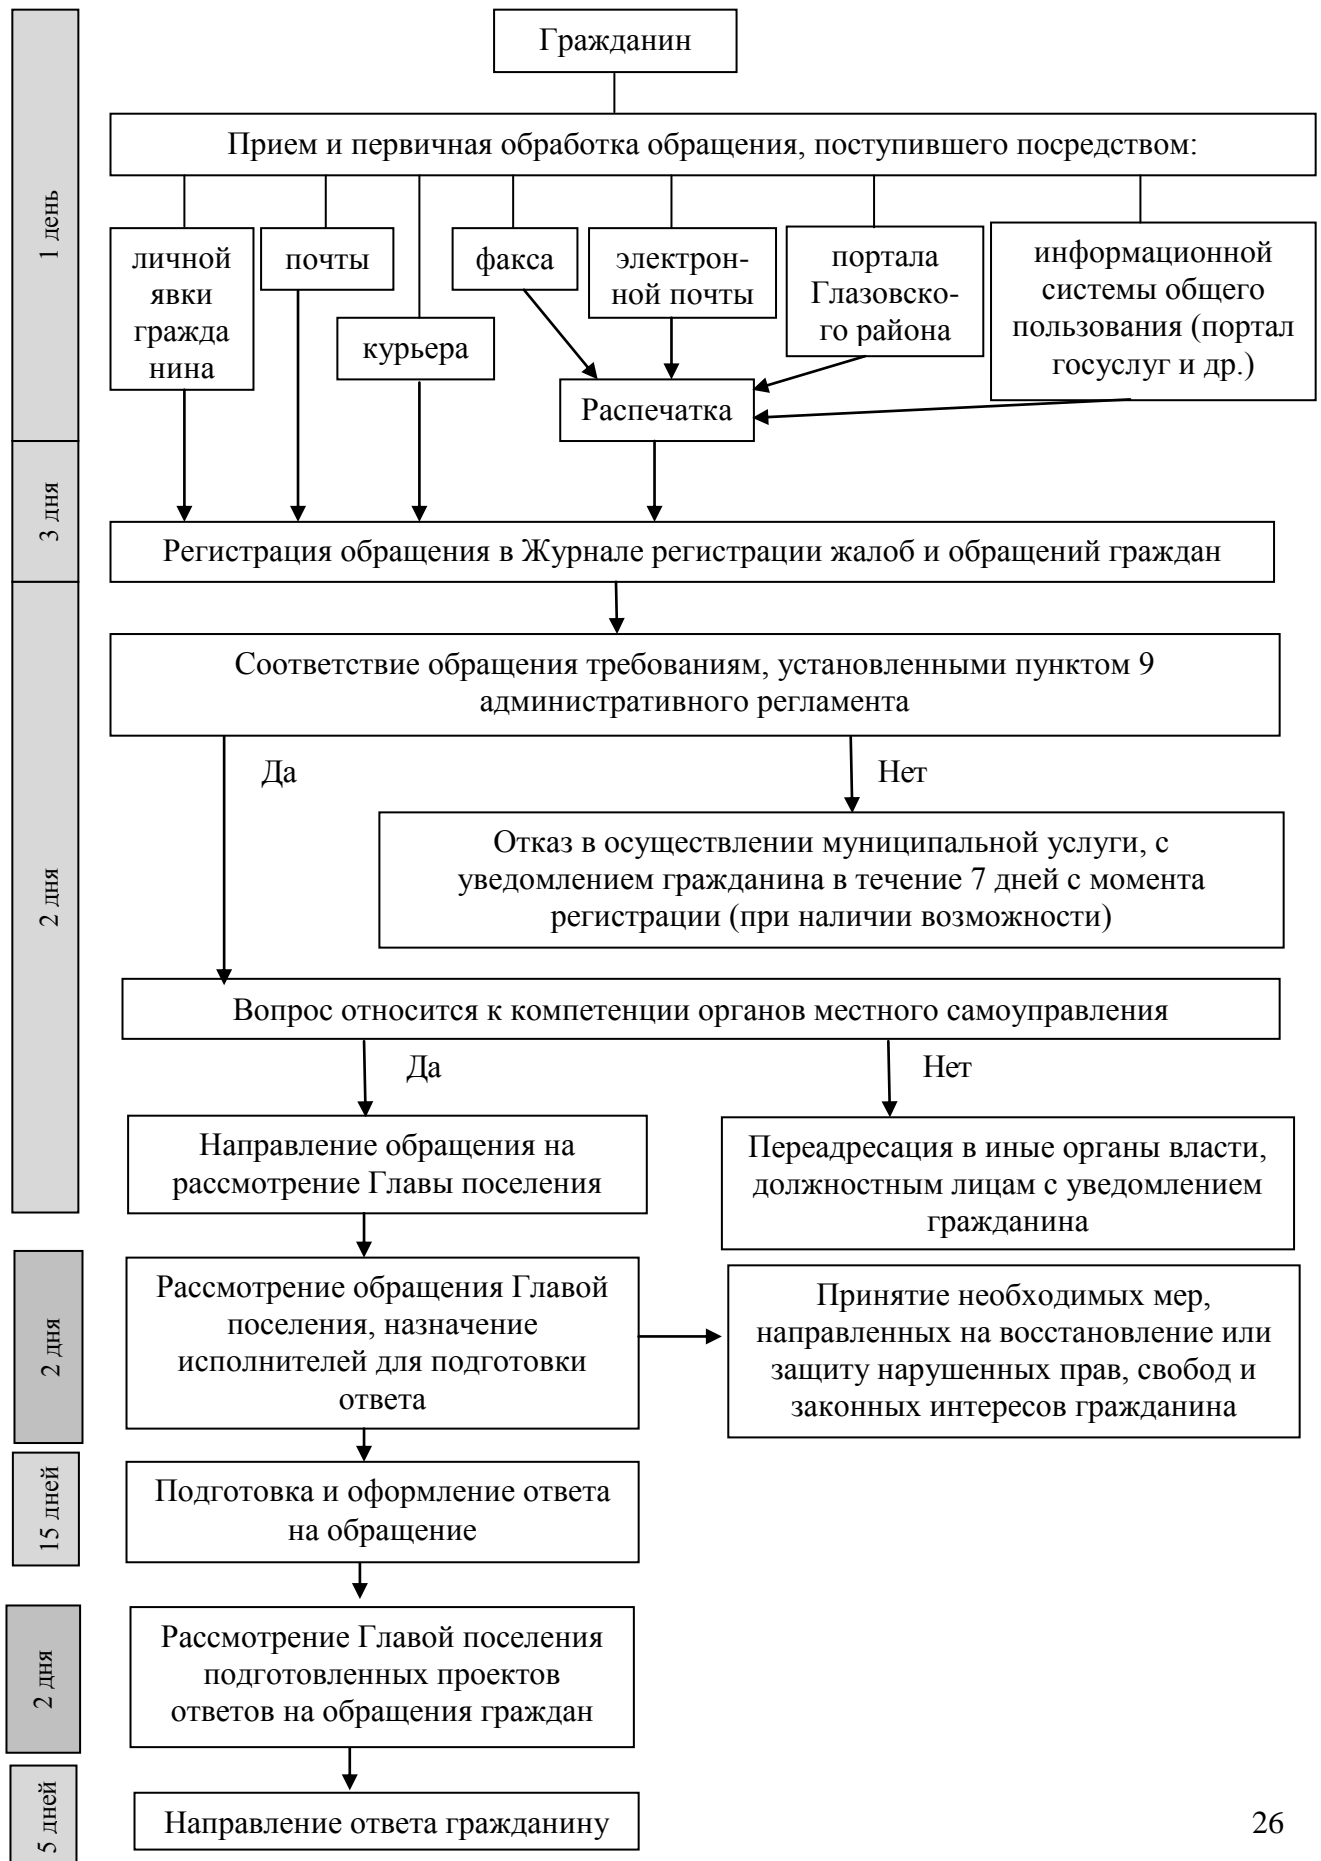 Гражданин
Прием и первичная обработка обращения, поступившего посредством:
1 день
личной
явки
гражда
нина
почты
курьера
факса
электрон-
ной почты
портала
Глазовско-
го района
информационной
системы общего
пользования (портал
госуслуг и др.)
Распечатка
3 дня
Регистрация обращения в Журнале регистрации жалоб и обращений граждан
2 дня
Соответствие обращения требованиям, установленными пунктом 9
административного регламента
Да
Нет
Отказ в осуществлении муниципальной услуги, с
уведомлением гражданина в течение 7 дней с момента
регистрации (при наличии возможности)
Вопрос относится к компетенции органов местного самоуправления
Да
Нет
Направление обращения на
рассмотрение Главы поселения
Переадресация в иные органы власти,
должностным лицам с уведомлением
гражданина
2 дня
Рассмотрение обращения Главой
поселения, назначение
исполнителей для подготовки
ответа
Принятие необходимых мер,
направленных на восстановление или
защиту нарушенных прав, свобод и
законных интересов гражданина
15 дней
Подготовка и оформление ответа
на обращение
2 дня
Рассмотрение Главой поселения
подготовленных проектов
ответов на обращения граждан
5 дней
Направление ответа гражданину
26